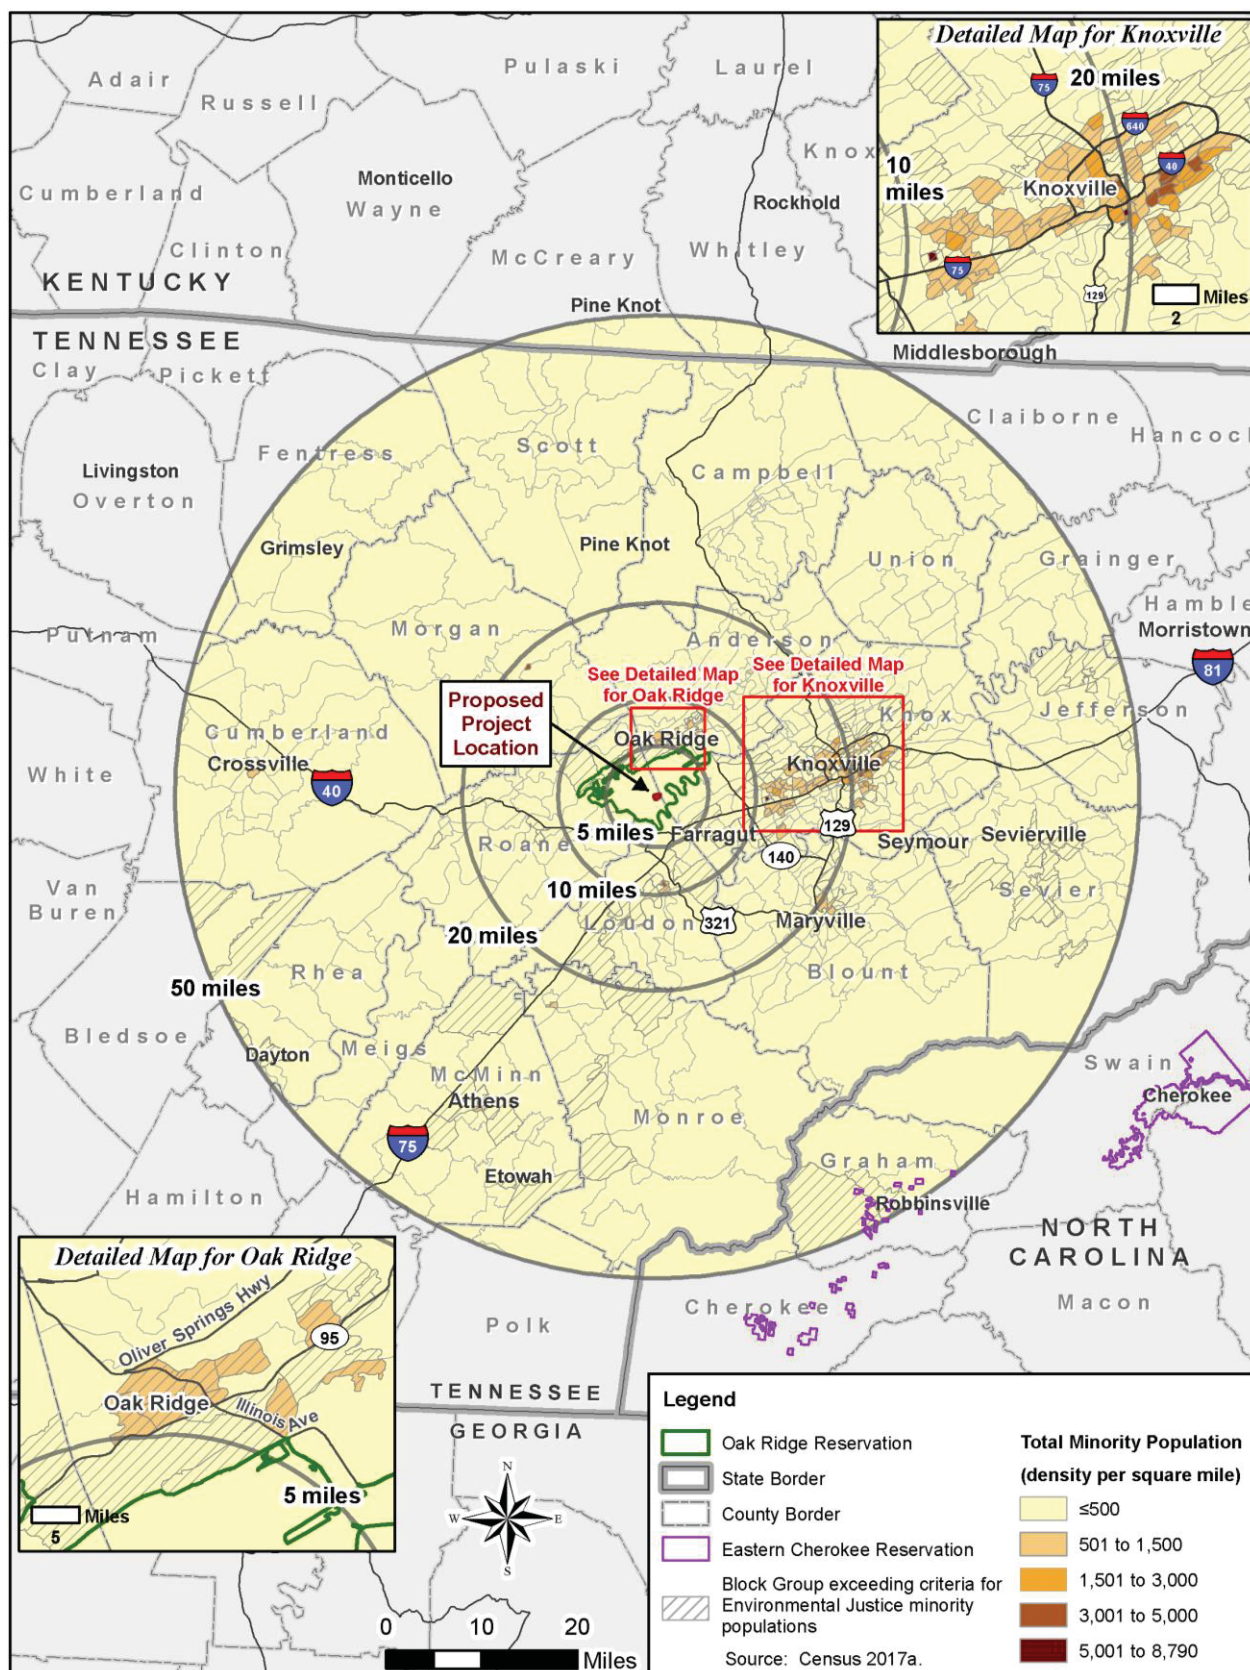 Adair
Russell
Pulaski
Laurel
Knox
Cumberland
Monticello
Wayne
Clinton
McCreary
Rockhold
Whitley
KENTUCKY
Pine Knot
Middlesborough
Detailed Map for Knoxville
20 miles
75
640
10
miles
40
Knoxville
75
129
Miles
2
TENNESSEE
Clay
Pickett
Claiborne
Hancock
Fentress
Scott
Campbell
Livingston
Overton
Grimsley
Pine Knot
Union
Grainger
Hamble
Morristown
81
Putnam
Morgan
Anderson
See Detailed Map
for Oak Ridge
See Detailed Map
for Knoxville
Proposed
Project
Location
Oak Ridge
Knox
Jefferson
Cumberland
Crossville
40
Knoxville
White
5 miles
Farragut
129
140
Seymour
Sevierville
Roane
Van
Buren
10 miles
Sevier
20 miles
Loudon
321
Maryville
50 miles
Rhea
Blount
Bledsoe
Dayton
Meigs
McMinn
Athens
Monroe
Swain
Cherokee
75
Etowah
Graham
Robbinsville
Hamilton
NORTH
CAROLINA
Macon
Cherokee
Polk
Detailed Map for Oak Ridge
Oliver Springs Hwy
95
Oak Ridge
Illinois Ave
5 miles
Miles
5
TENNESSEE
GEORGIA
N
W
E
S
0 10 20
Miles
Legend
Oak Ridge Reservation
State Border
County Border
Eastern Cherokee Reservation
Block Group exceeding criteria for
Environmental Justice minority
populations
Source: Census 2017a.
Total Minority Population
(density per square mile)
≤500
501 to 1,500
1,501 to 3,000
3,001 to 5,000
5,001 to 8,790